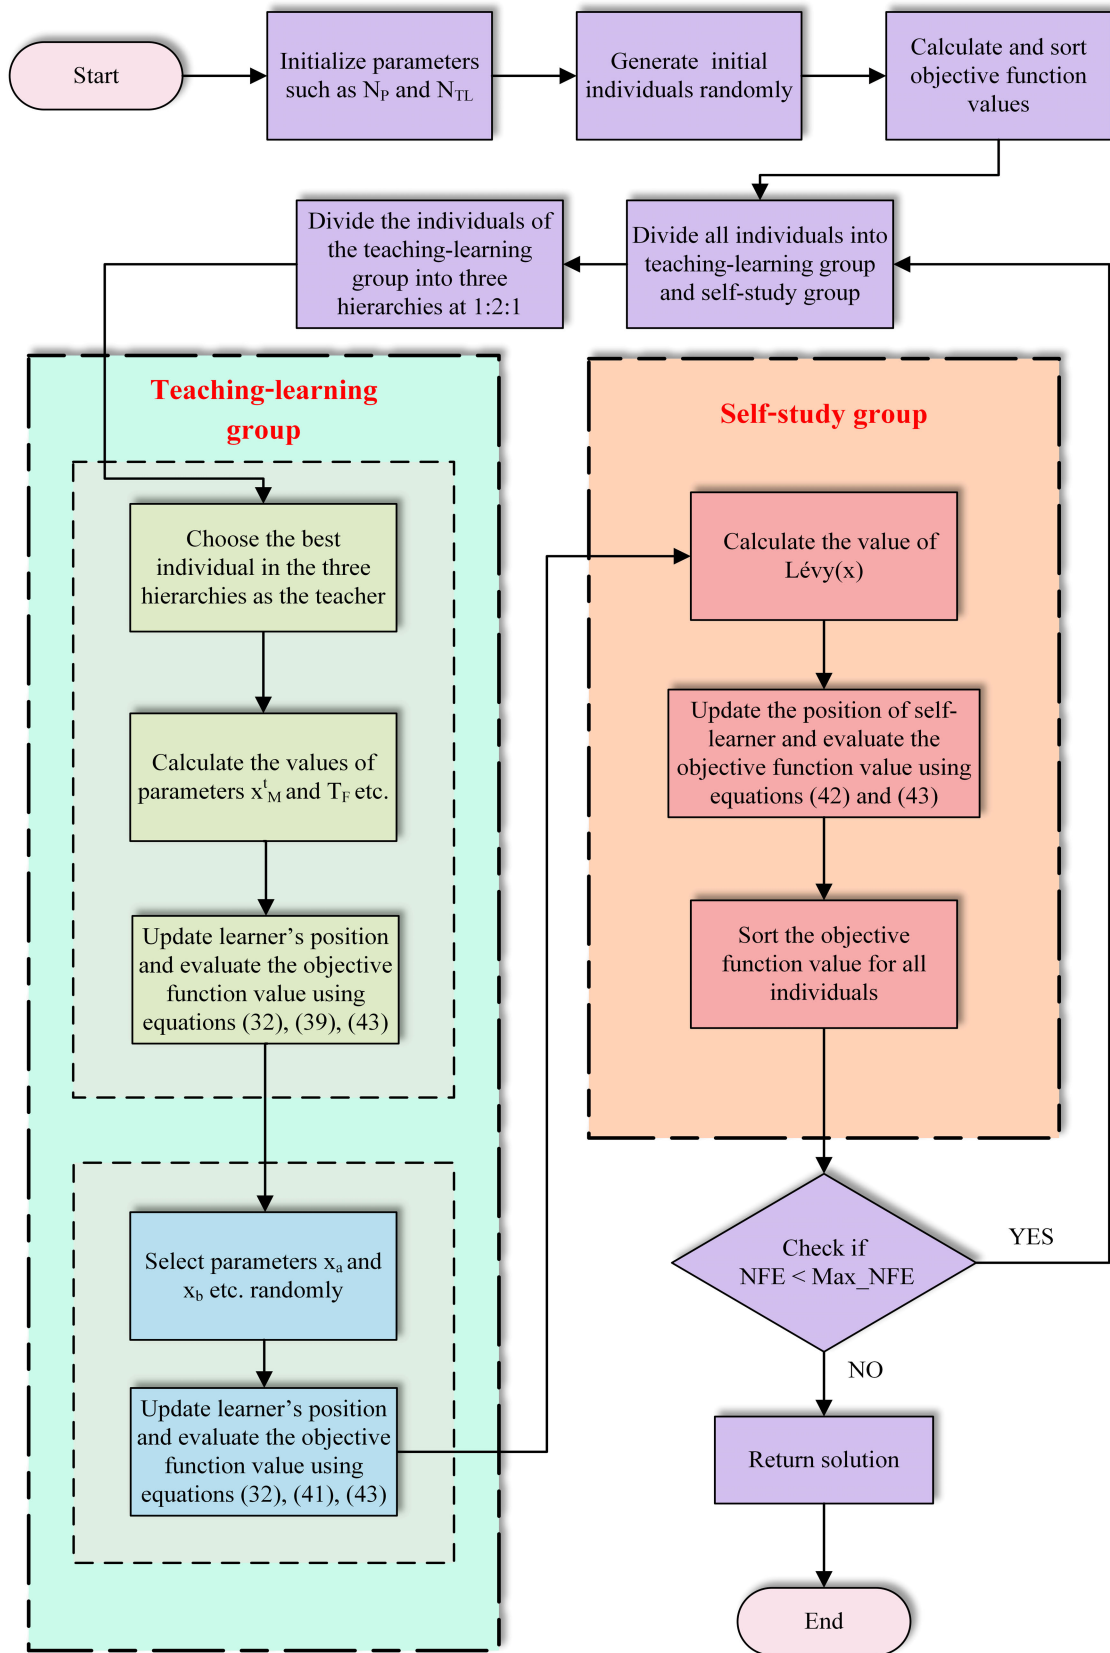 Start
Initialize parameters
such as N_P and N_TL
Generate initial
individuals randomly
Calculate and sort
objective function
values
Divide the individuals of
the teaching-learning
group into three
hierarchies at 1:2:1
Divide all individuals into
teaching-learning group
and self-study group
Teaching-learning
group
Choose the best
individual in the three
hierarchies as the teacher
Calculate the values of
parameters x^t_M and T_F etc.
Update learner's position
and evaluate the objective
function value using
equations (32), (39), (43)
Select parameters x_a and
x_b etc. randomly
Update learner's position
and evaluate the objective
function value using
equations (32), (41), (43)
Self-study group
Calculate the value of
Lévy(x)
Update the position of self-
learner and evaluate the
objective function value using
equations (42) and (43)
Sort the objective
function value for all
individuals
Check if
NFE < Max_NFE
YES
NO
Return solution
End